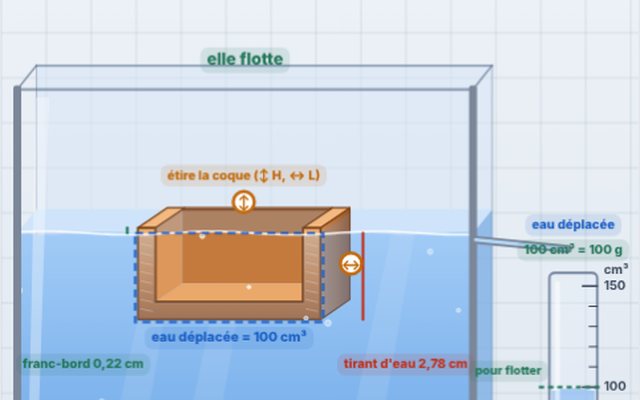 elle flotte
étire la coque (↕ H, ↔ L)
eau déplacée
100 cm³ = 100 g
cm³
150
eau déplacée = 100 cm³
franc-bord 0,22 cm
tirant d'eau 2,78 cm
pour flotter
100